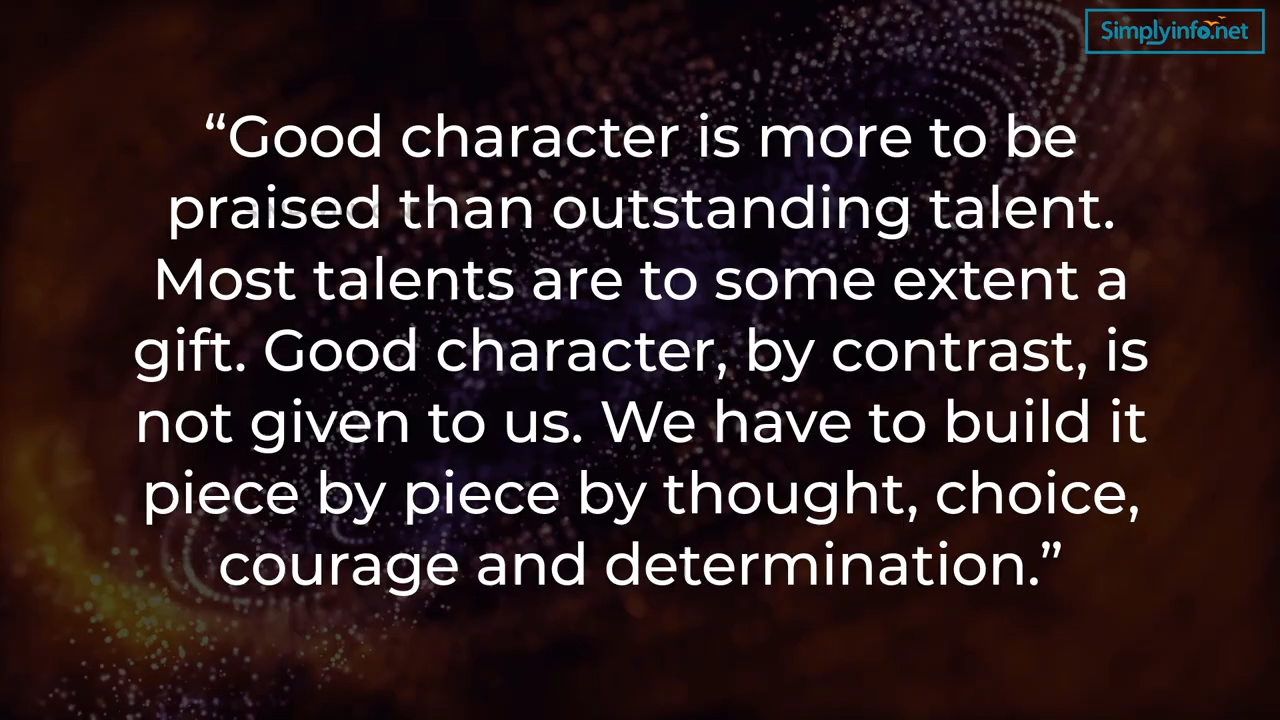 Simplyinfo.net
“Good character is more to be
praised than outstanding talent.
Most talents are to some extent a
gift. Good character, by contrast, is
not given to us. We have to build it
piece by piece by thought, choice,
courage and determination.”